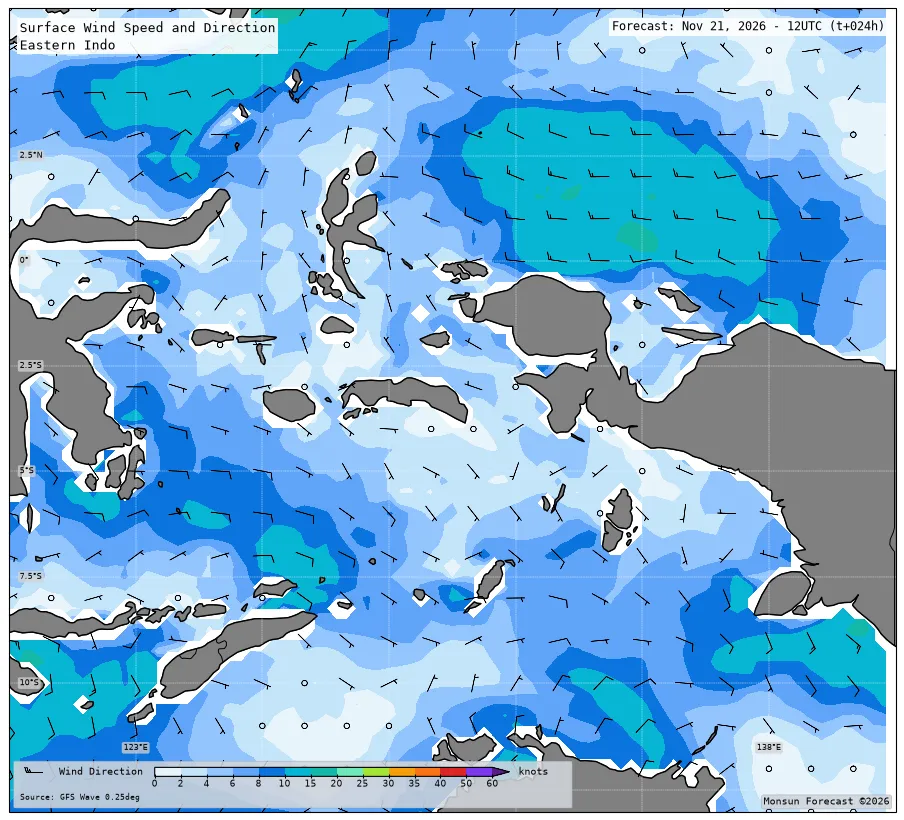 Surface Wind Speed and Direction
Eastern Indo
Forecast: Nov 21, 2026 - 12UTC (t+024h)
2.5°N
0°
2.5°S
5°S
7.5°S
10°S
123°E
138°E
Wind Direction
0 2 4 6 8 10 15 20 25 30 35 40 50 60
knots
Source: GFS Wave 0.25deg
Monsun Forecast ©2026